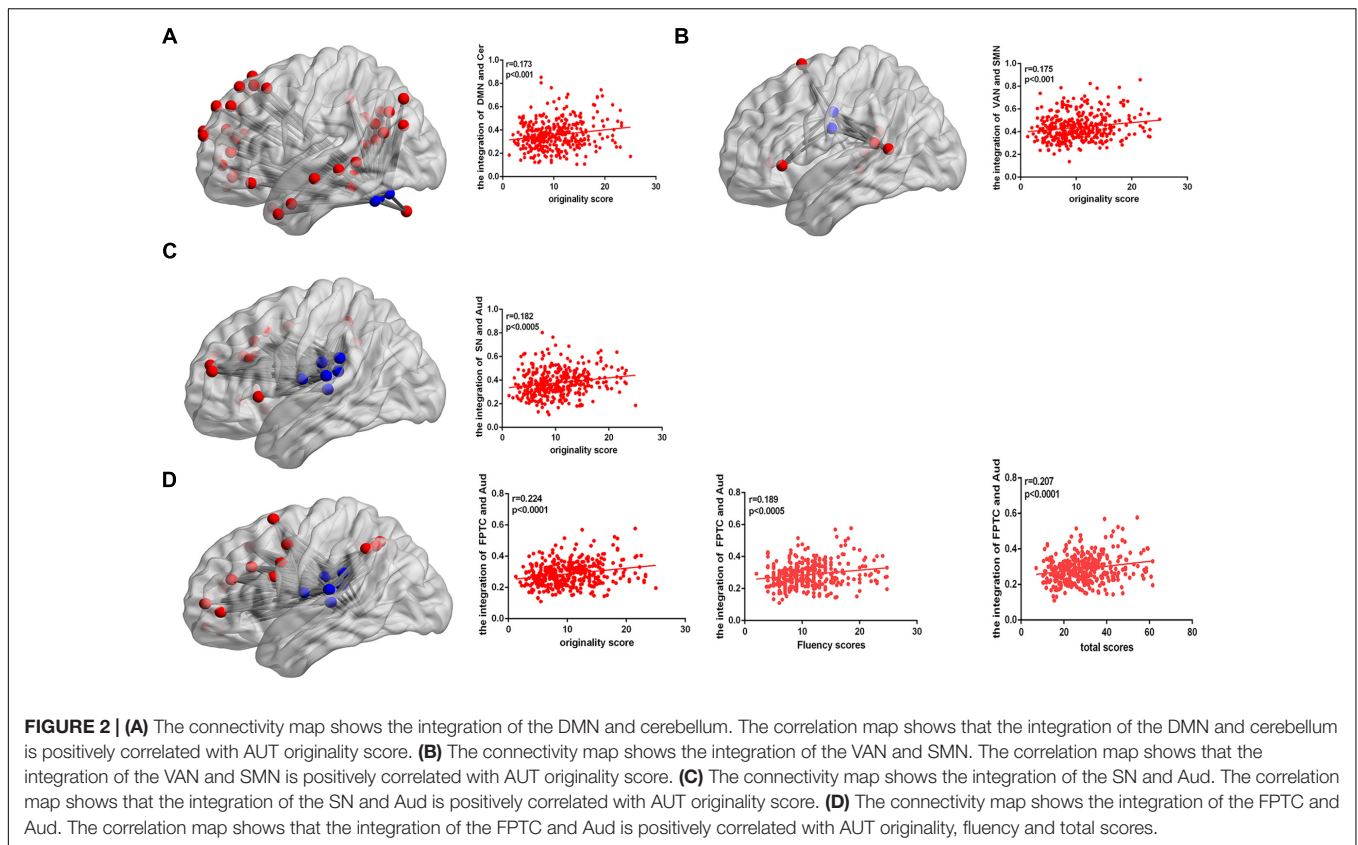 A
r=0.173
p<0.001
the integration of DMN and Cer
1.0
0.8
0.6
0.4
0.2
0.0
0 10 20 30
originality score
B
r=0.175
p<0.001
the integration of VAN and SMN
1.0
0.8
0.6
0.4
0.2
0.0
0 10 20 30
originality score
C
r=0.182
p<0.0005
the integration of SN and Aud
1.0
0.8
0.6
0.4
0.2
0.0
0 10 20 30
originality score
D
r=0.224
p<0.0001
the integration of FPTC and Aud
0.8
0.6
0.4
0.2
0.0
0 10 20 30
originality score
r=0.189
p<0.0005
the integration of FPTC and Aud
0.8
0.6
0.4
0.2
0.0
0 10 20 30
Fluency scores
r=0.207
p<0.0001
the integration of FPTC and Aud
0.8
0.6
0.4
0.2
0.0
0 20 40 60 80
total scores
FIGURE 2 | (A) The connectivity map shows the integration of the DMN and cerebellum. The correlation map shows that the integration of the DMN and cerebellum
is positively correlated with AUT originality score. (B) The connectivity map shows the integration of the VAN and SMN. The correlation map shows that the
integration of the VAN and SMN is positively correlated with AUT originality score. (C) The connectivity map shows the integration of the SN and Aud. The correlation
map shows that the integration of the SN and Aud is positively correlated with AUT originality score. (D) The connectivity map shows the integration of the FPTC and
Aud. The correlation map shows that the integration of the FPTC and Aud is positively correlated with AUT originality, fluency and total scores.